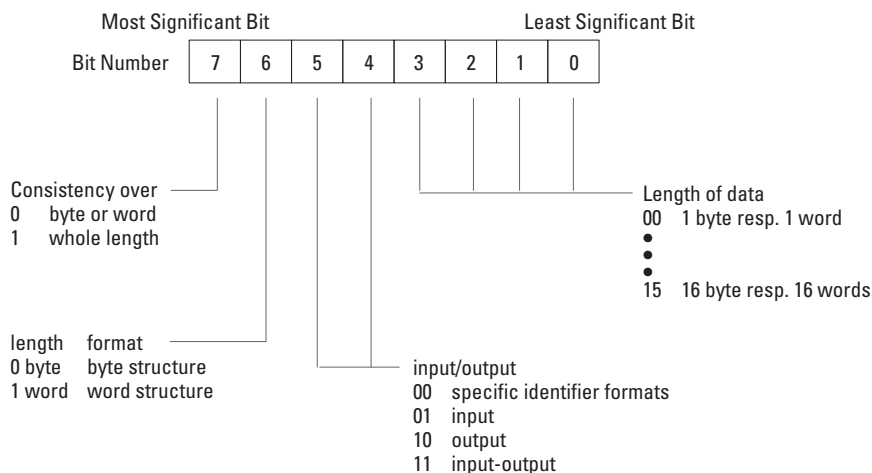 Most Significant Bit
Least Significant Bit
Bit Number 7 6 5 4 3 2 1 0
Consistency over
0 byte or word
1 whole length
Length of data
00 1 byte resp. 1 word
•
•
•
15 16 byte resp. 16 words
length format
0 byte byte structure
1 word word structure
input/output
00 specific identifier formats
01 input
10 output
11 input-output